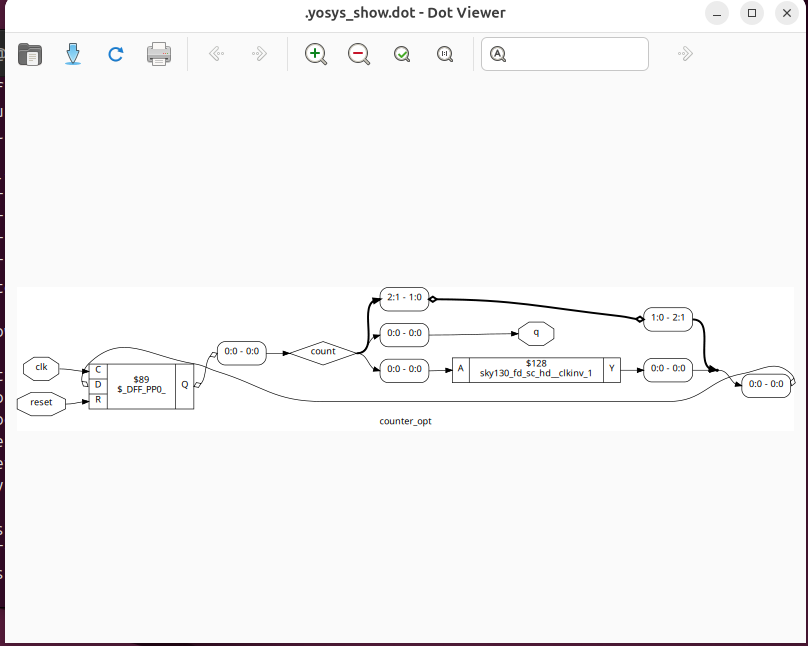 .yosys_show.dot - Dot Viewer
2:1 - 1:0
1:0 - 2:1
0:0 - 0:0
q
clk
C
D
R
$89
$_DFF_PP0_
Q
0:0 - 0:0
count
0:0 - 0:0
A
$128
sky130_fd_sc_hd__clkinv_1
Y
0:0 - 0:0
0:0 - 0:0
reset
counter_opt